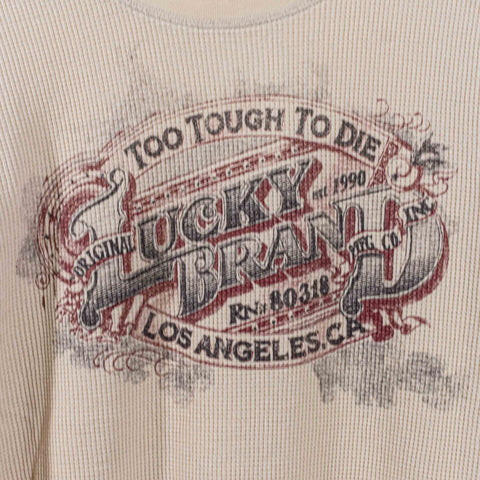 TOO TOUGH TO DIE
EST. 1990
LUCKY
ORIGINAL
BRAND
MFG. CO. INC.
RN# 80318
LOS ANGELES, CA